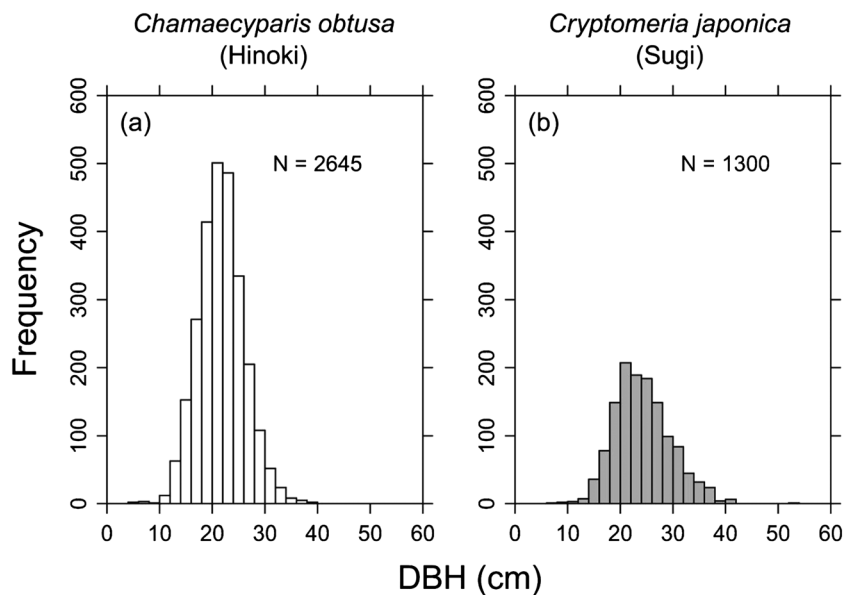 Chamaecyparis obtusa
(Hinoki)
Cryptomeria japonica
(Sugi)
(a)
N = 2645
(b)
N = 1300
Frequency
600
500
400
300
200
100
0
600
500
400
300
200
100
0
0 10 20 30 40 50 60
0 10 20 30 40 50 60
DBH (cm)